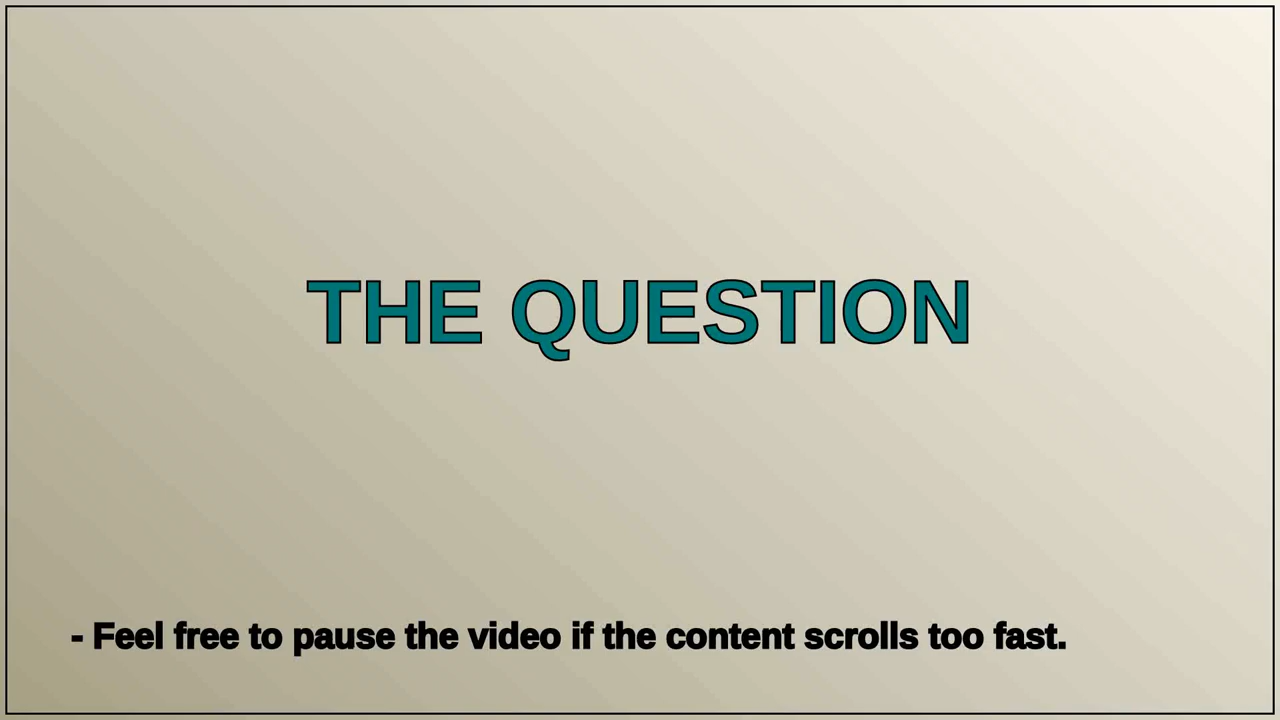 THE QUESTION
- Feel free to pause the video if the content scrolls too fast.